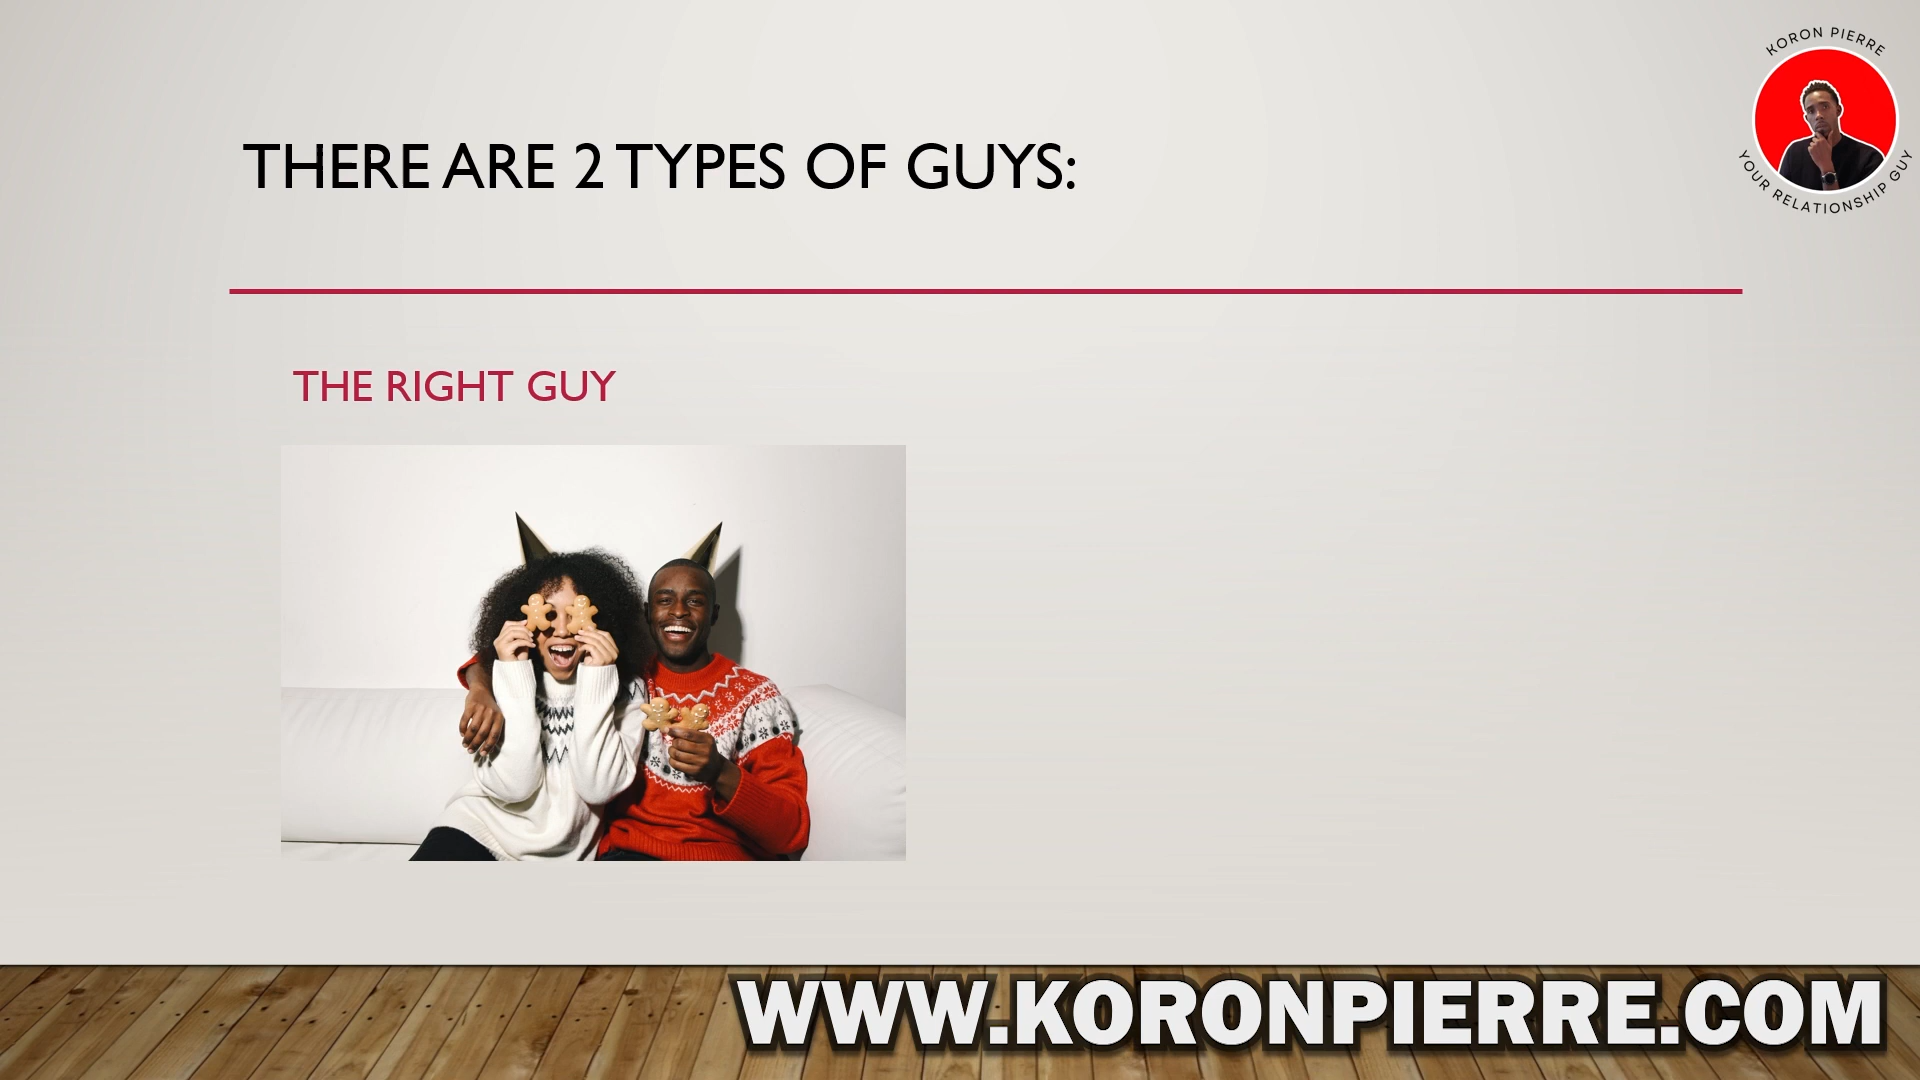 KORON PIERRE
YOUR RELATIONSHIP GUY
THERE ARE 2 TYPES OF GUYS:
THE RIGHT GUY
WWW.KORONPIERRE.COM